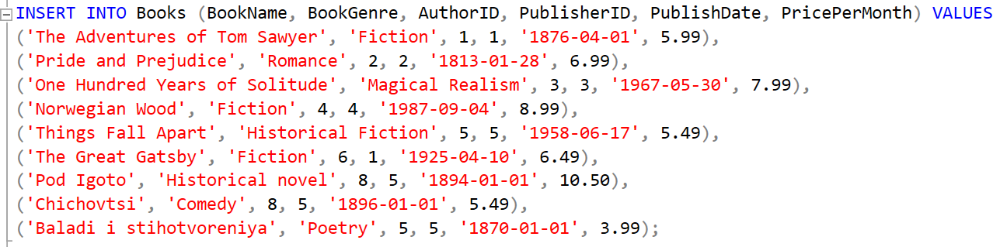 INSERT INTO Books (BookName, BookGenre, AuthorID, PublisherID, PublishDate, PricePerMonth) VALUES
('The Adventures of Tom Sawyer', 'Fiction', 1, 1, '1876-04-01', 5.99),
('Pride and Prejudice', 'Romance', 2, 2, '1813-01-28', 6.99),
('One Hundred Years of Solitude', 'Magical Realism', 3, 3, '1967-05-30', 7.99),
('Norwegian Wood', 'Fiction', 4, 4, '1987-09-04', 8.99),
('Things Fall Apart', 'Historical Fiction', 5, 5, '1958-06-17', 5.49),
('The Great Gatsby', 'Fiction', 6, 1, '1925-04-10', 6.49),
('Pod Igoto', 'Historical novel', 8, 5, '1894-01-01', 10.50),
('Chichovtsi', 'Comedy', 8, 5, '1896-01-01', 5.49),
('Baladi i stihotvoreniya', 'Poetry', 5, 5, '1870-01-01', 3.99);